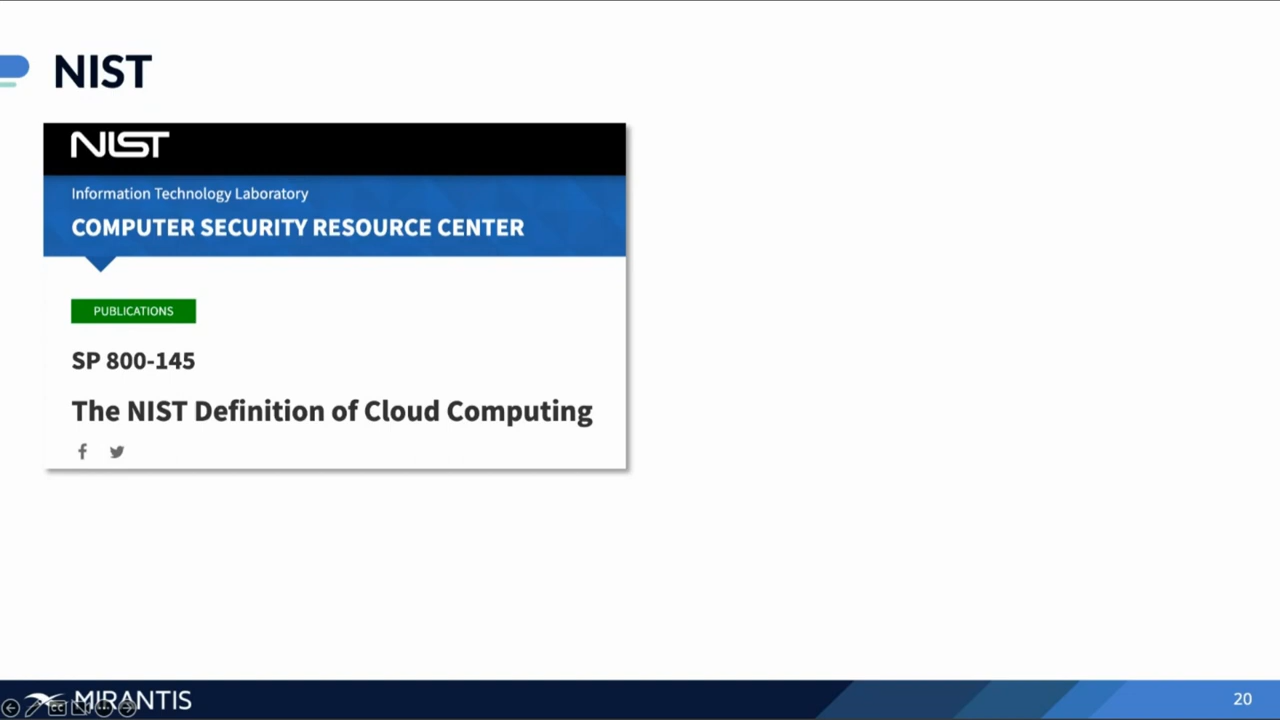 NIST
NIST
Information Technology Laboratory
COMPUTER SECURITY RESOURCE CENTER
PUBLICATIONS
SP 800-145
The NIST Definition of Cloud Computing
MIRANTIS
CC
20